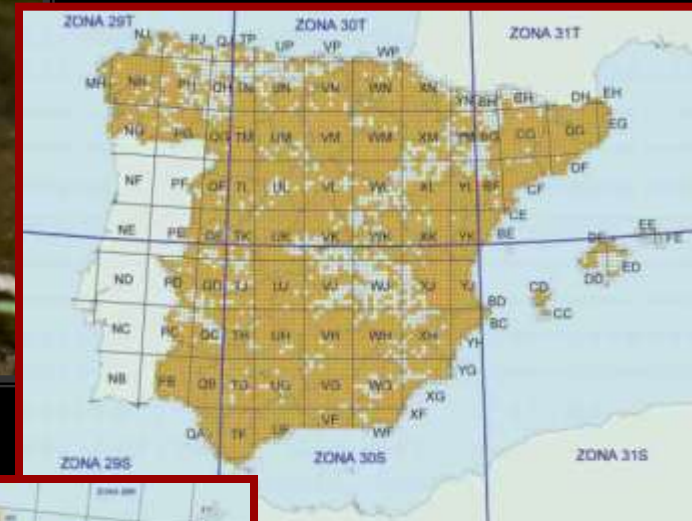 ZONA 29T
ZONA 30T
ZONA 31T
NJ PJ QJ TP UP VP WP
MH NH PH QH TN UN VN WN XN YN BH CH DH EH
NG PG QG TM UM VM WM XM YM BG CG DG EG
NF PF QF TL UL VL WL XL YL BF CF DF
NE PE QE TK UK VK WK XK YK BE CE DE EE FE
ND PD QD TJ UJ VJ WJ XJ YJ BD CD DD ED
NC PC QC TH UH VH WH XH YH BC CC
NB PB QB TG UG VG WG XG YG
QA TF UF VF WF XF
ZONA 29S
ZONA 30S
ZONA 31S